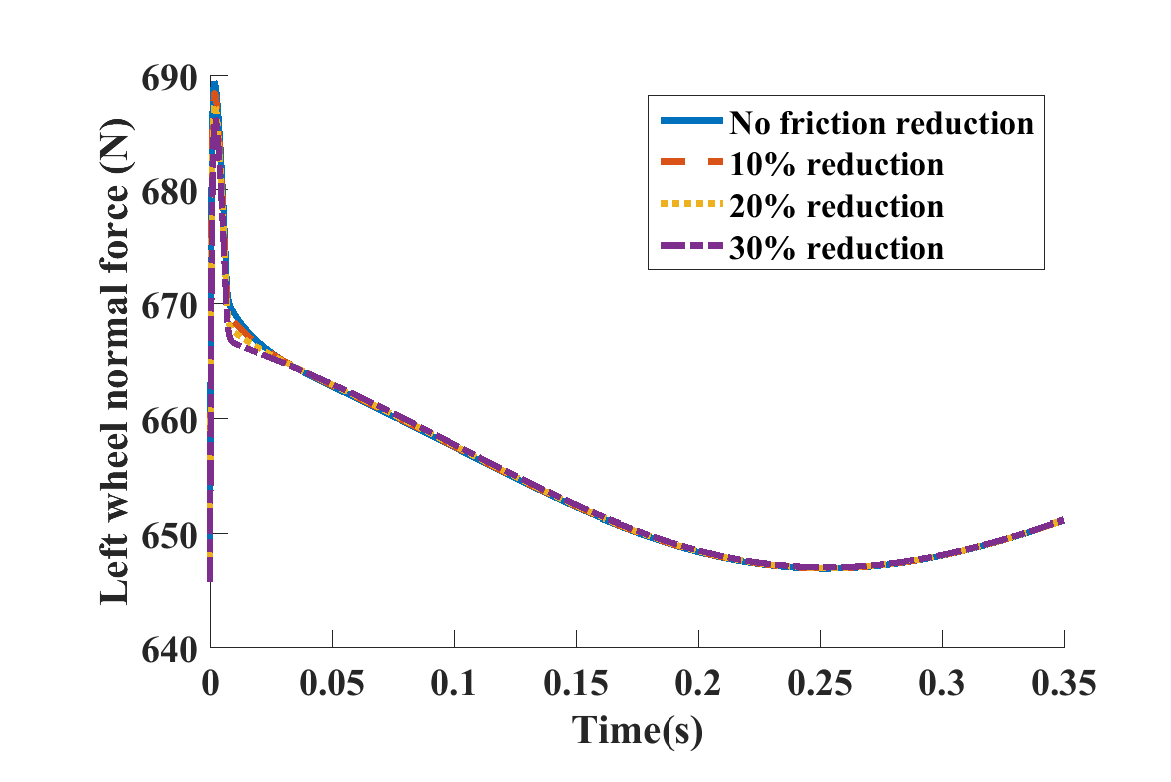 690
680
670
660
650
640
Left wheel normal force (N)
No friction reduction
10% reduction
20% reduction
30% reduction
0 0.05 0.1 0.15 0.2 0.25 0.3 0.35
Time(s)